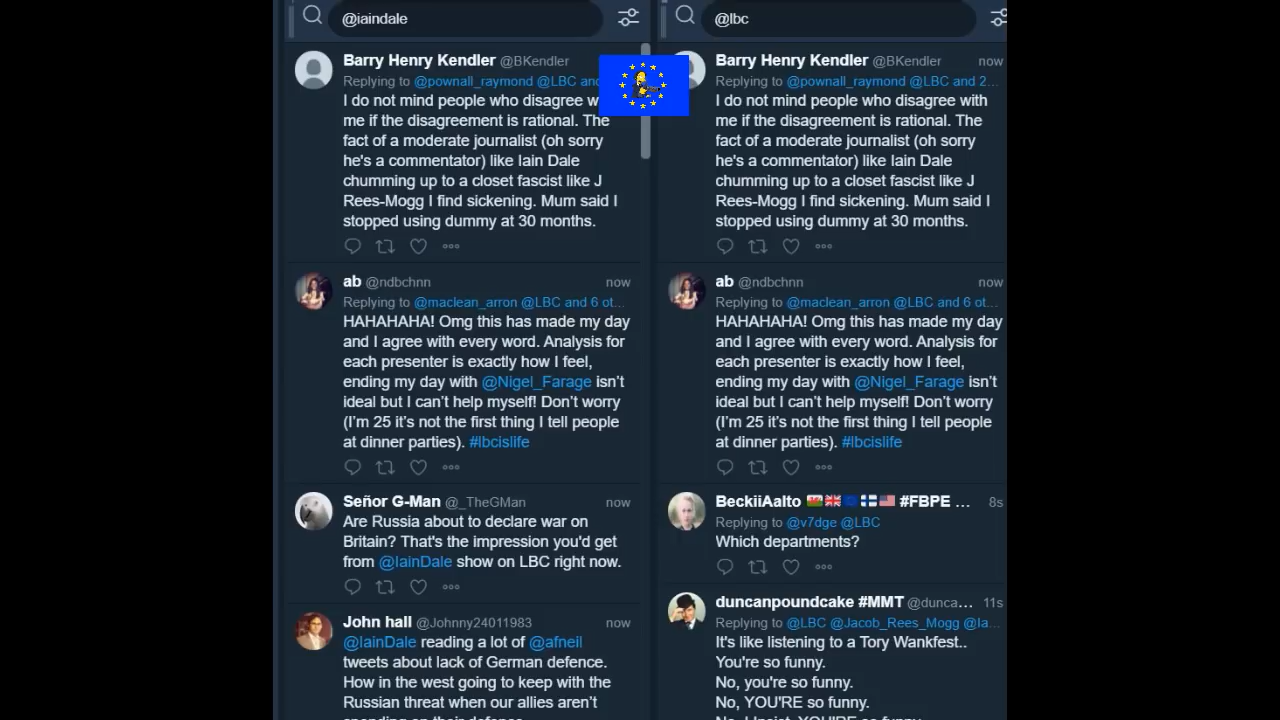 @iaindale
Barry Henry Kendler @BKendler
Replying to @pownall_raymond @LBC and
I do not mind people who disagree w
me if the disagreement is rational. The
fact of a moderate journalist (oh sorry
he's a commentator) like Iain Dale
chumming up to a closet fascist like J
Rees-Mogg I find sickening. Mum said I
stopped using dummy at 30 months.
ab @ndbchnn now
Replying to @maclean_arron @LBC and 6 ot...
HAHAHAHA! Omg this has made my day
and I agree with every word. Analysis for
each presenter is exactly how I feel,
ending my day with @Nigel_Farage isn't
ideal but I can't help myself! Don't worry
(I'm 25 it's not the first thing I tell people
at dinner parties). #lbcislife
Señor G-Man @_TheGMan now
Are Russia about to declare war on
Britain? That's the impression you'd get
from @IainDale show on LBC right now.
John hall @Johnny24011983 now
@IainDale reading a lot of @afneil
tweets about lack of German defence.
How in the west going to keep with the
Russian threat when our allies aren't
spending on their defence
@lbc
Barry Henry Kendler @BKendler now
Replying to @pownall_raymond @LBC and 2...
I do not mind people who disagree with
me if the disagreement is rational. The
fact of a moderate journalist (oh sorry
he's a commentator) like Iain Dale
chumming up to a closet fascist like J
Rees-Mogg I find sickening. Mum said I
stopped using dummy at 30 months.
ab @ndbchnn now
Replying to @maclean_arron @LBC and 6 ot...
HAHAHAHA! Omg this has made my day
and I agree with every word. Analysis for
each presenter is exactly how I feel,
ending my day with @Nigel_Farage isn't
ideal but I can't help myself! Don't worry
(I'm 25 it's not the first thing I tell people
at dinner parties). #lbcislife
BeckiiAalto #FBPE ... 8s
Replying to @v7dge @LBC
Which departments?
duncanpoundcake #MMT @dunca... 11s
Replying to @LBC @Jacob_Rees_Mogg @Ia...
It's like listening to a Tory Wankfest..
You're so funny.
No, you're so funny.
No, YOU'RE so funny.
No, I insist, YOU'RE so funny